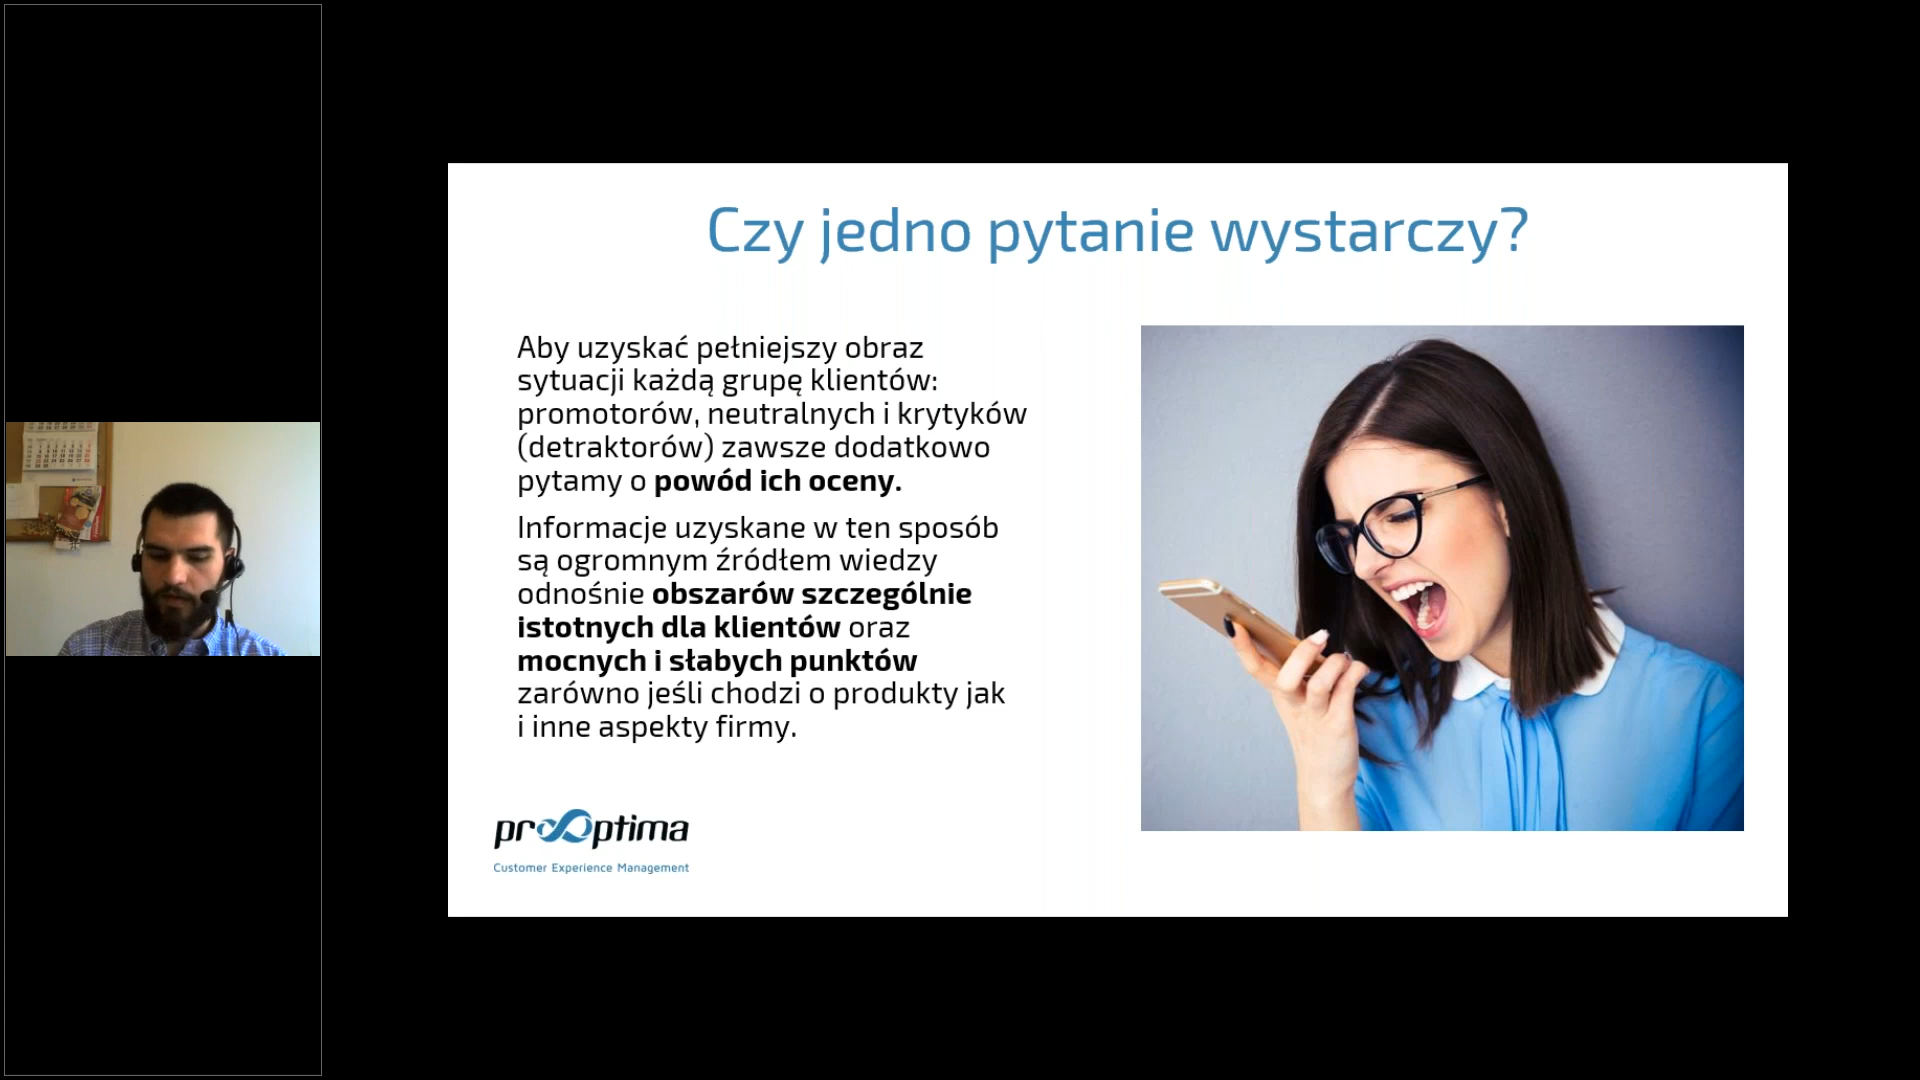 Czy jedno pytanie wystarczy?
Aby uzyskać pełniejszy obraz
sytuacji każdą grupę klientów:
promotorów, neutralnych i krytyków
(detraktorów) zawsze dodatkowo
pytamy o powód ich oceny.
Informacje uzyskane w ten sposób
są ogromnym źródłem wiedzy
odnośnie obszarów szczególnie
istotnych dla klientów oraz
mocnych i słabych punktów
zarówno jeśli chodzi o produkty jak
i inne aspekty firmy.
prooptima
Customer Experience Management